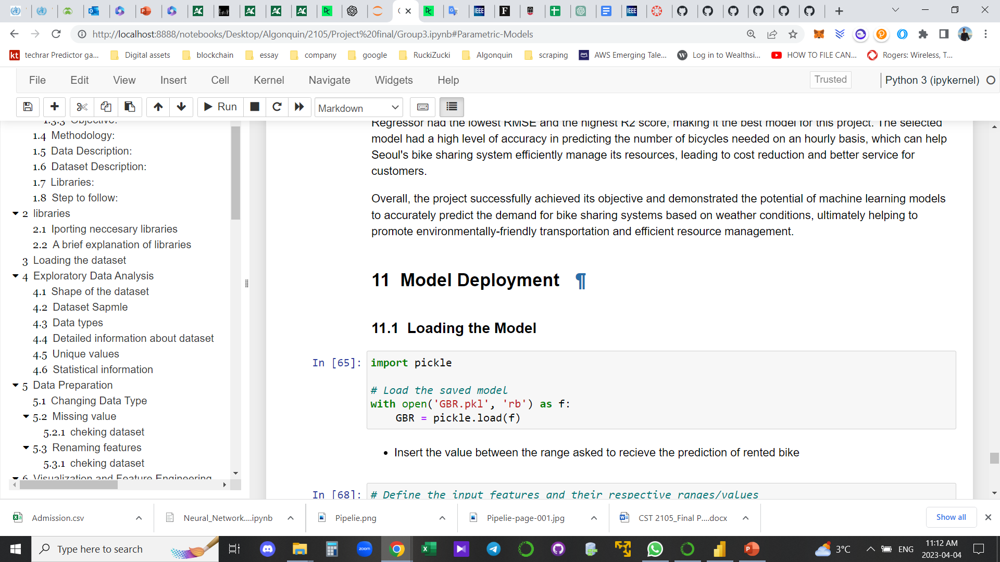 http://localhost:8888/notebooks/Desktop/Algonquin/2105/Project%20final/Group3.ipynb#Parametric-Models
techrar Predictor ga...
Digital assets
blockchain
essay
company
google
RuckiZucki
Algonquin
scraping
AWS Emerging Tale...
Log in to Wealthsi...
HOW TO FILE CAN...
Rogers: Wireless, T...
File Edit View Insert Cell Kernel Navigate Widgets Help
Trusted
Python 3 (ipykernel)
Run
Markdown
1.3.3 Objective:
1.4 Methodology:
1.5 Data Description:
1.6 Dataset Description:
1.7 Libraries:
1.8 Step to follow:
2 libraries
2.1 Iporting neccesary libraries
2.2 A brief explanation of libraries
3 Loading the dataset
4 Exploratory Data Analysis
4.1 Shape of the dataset
4.2 Dataset Sapmle
4.3 Data types
4.4 Detailed information about dataset
4.5 Unique values
4.6 Statistical information
5 Data Preparation
5.1 Changing Data Type
5.2 Missing value
5.2.1 cheking dataset
5.3 Renaming features
5.3.1 cheking dataset
6 Visualization and Feature Engineering
Regressor had the lowest RMSE and the highest R2 score, making it the best model for this project. The selected
model had a high level of accuracy in predicting the number of bicycles needed on an hourly basis, which can help
Seoul's bike sharing system efficiently manage its resources, leading to cost reduction and better service for
customers.
Overall, the project successfully achieved its objective and demonstrated the potential of machine learning models
to accurately predict the demand for bike sharing systems based on weather conditions, ultimately helping to
promote environmentally-friendly transportation and efficient resource management.
11 Model Deployment ¶
11.1 Loading the Model
In [65]:
import pickle
# Load the saved model
with open('GBR.pkl', 'rb') as f:
    GBR = pickle.load(f)
• Insert the value between the range asked to recieve the prediction of rented bike
In [68]:
# Define the input features and their respective ranges/values
Admission.csv
Neural_Network....ipynb
Pipelie.png
Pipelie-page-001.jpg
CST 2105_Final P....docx
Show all
Type here to search
zoom
3°C
ENG
11:12 AM
2023-04-04